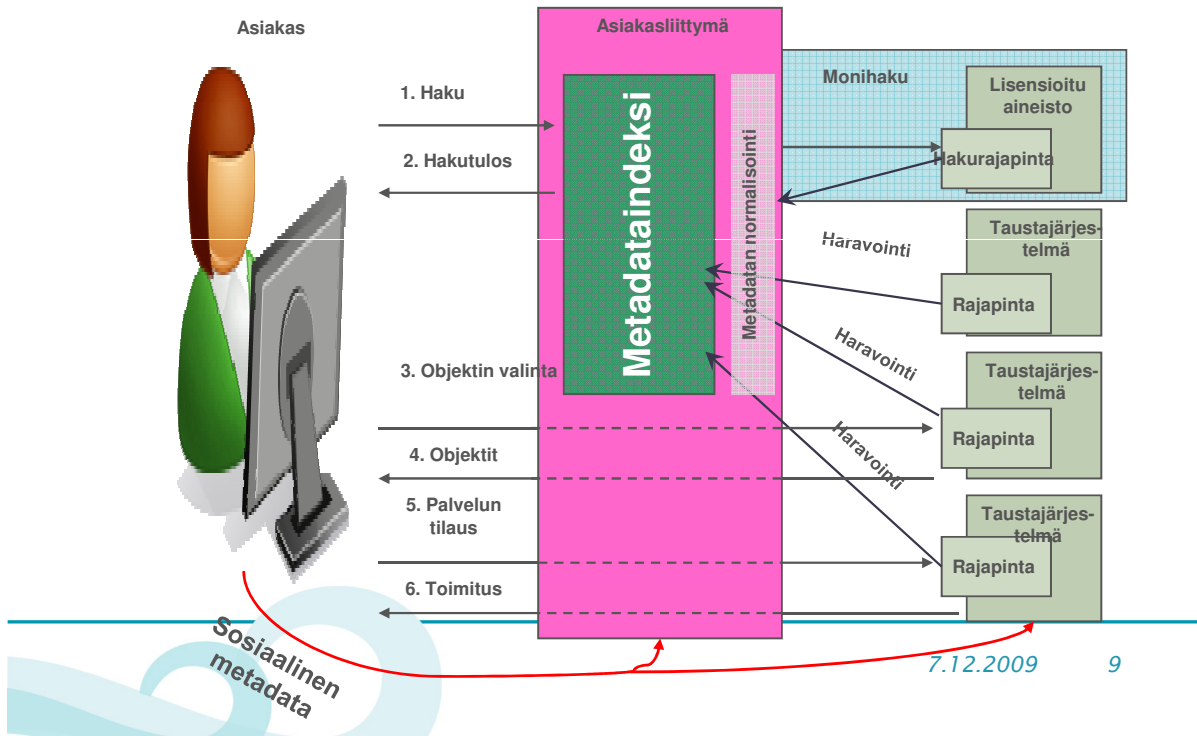 Asiakas
Asiakasliittymä
1. Haku
2. Hakutulos
3. Objektin valinta
4. Objektit
5. Palvelun
tilaus
6. Toimitus
Metadataindeksi
Metadatan normalisointi
Monihaku
Lisensioitu
aineisto
Hakurajapinta
Haravointi
Taustajärjes-
telmä
Rajapinta
Haravointi
Taustajärjes-
telmä
Rajapinta
Haravointi
Taustajärjes-
telmä
Rajapinta
Sosiaalinen
metadata
7.12.2009 9